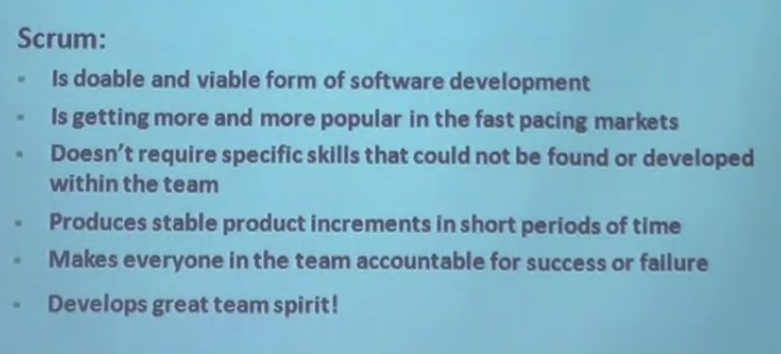 Scrum:
Is doable and viable form of software development
Is getting more and more popular in the fast pacing markets
Doesn't require specific skills that could not be found or developed
within the team
Produces stable product increments in short periods of time
Makes everyone in the team accountable for success or failure
Develops great team spirit!